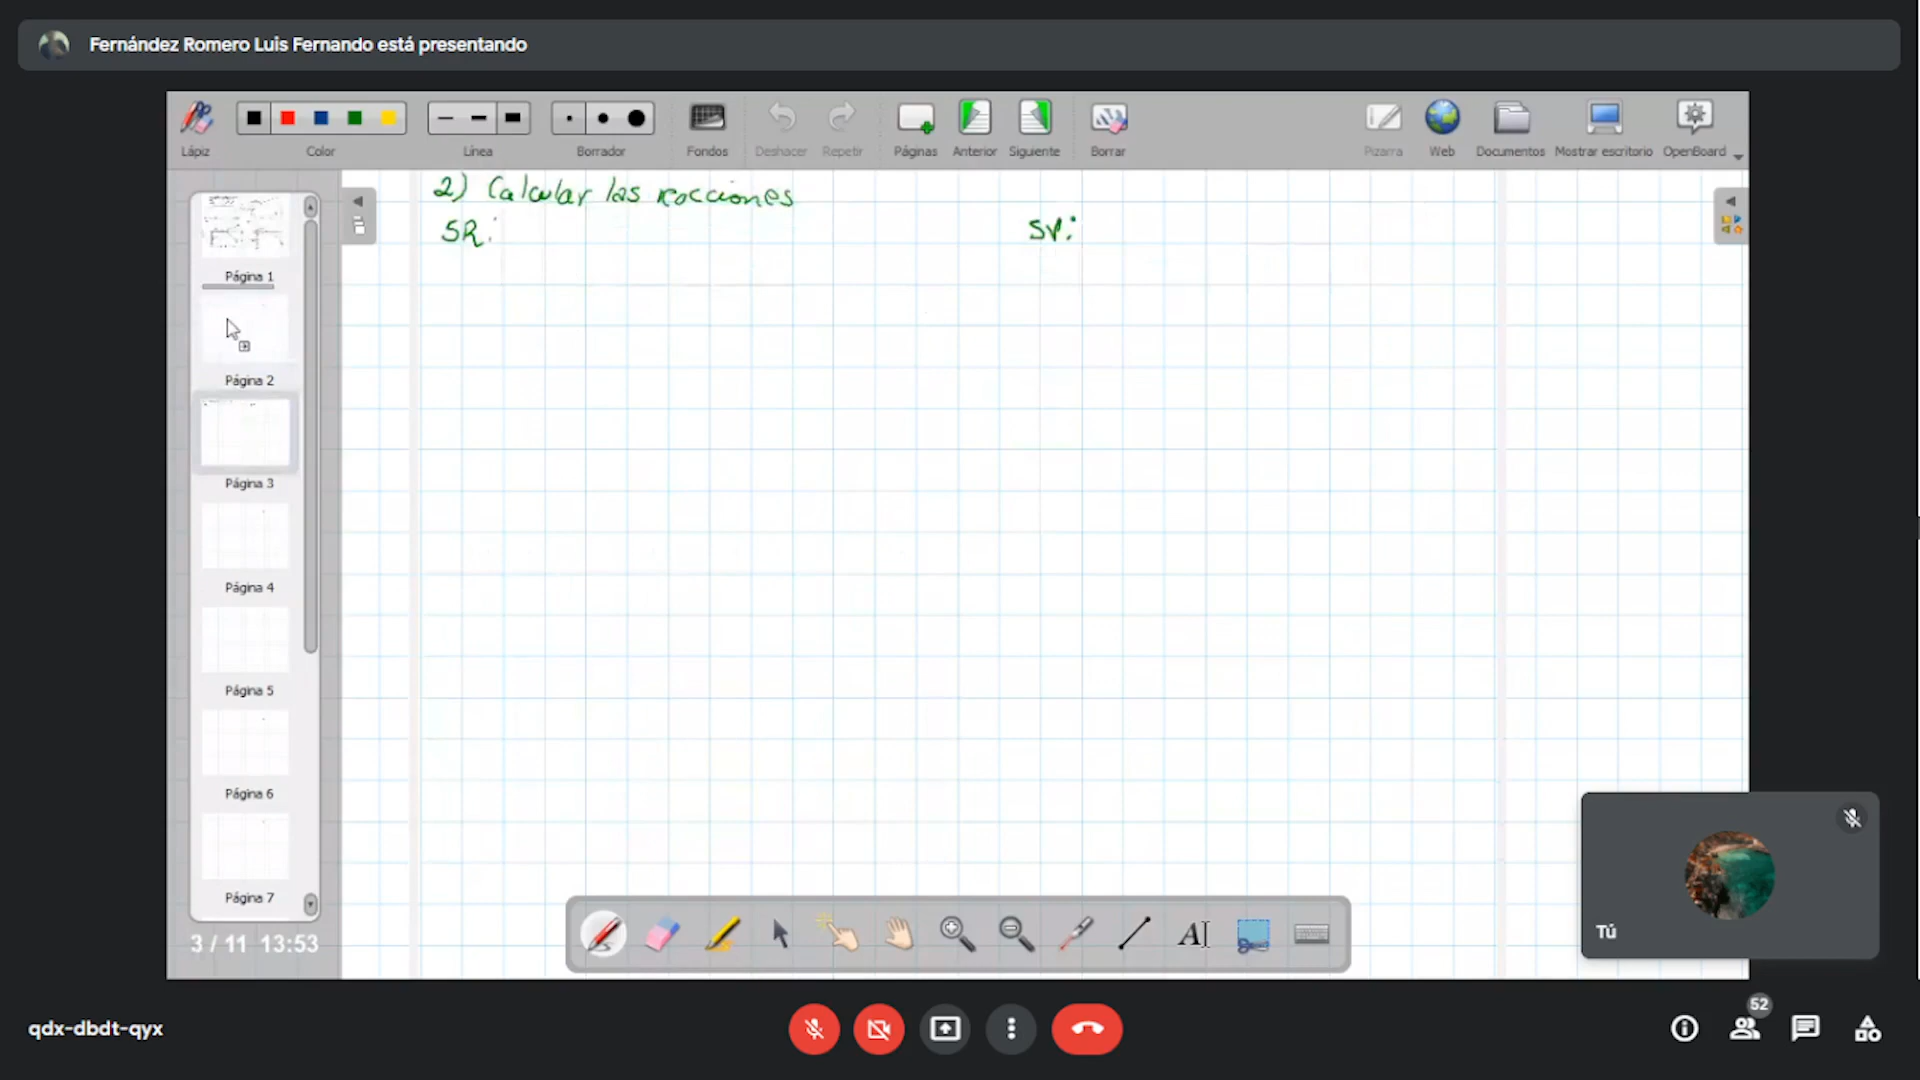 Fernández Romero Luis Fernando está presentando
Lápiz
Color
Línea
Borrador
Fondos
Deshacer
Repetir
Páginas
Anterior
Siguiente
Borrar
Pizarra
Web
Documentos
Mostrar escritorio
OpenBoard
2) Calcular las reacciones
SR:
SV:
Página 1
Página 2
Página 3
Página 4
Página 5
Página 6
Página 7
3 / 11 13:53
AI
Tú
qdx-dbdt-qyx
52